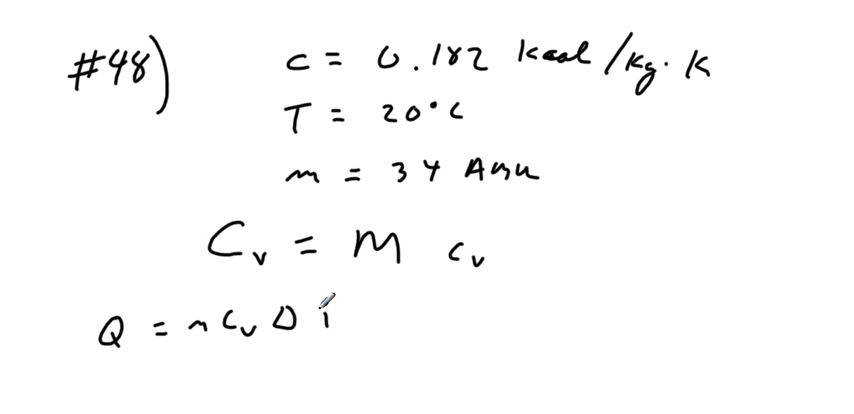 #48)
c = 0.182 kcal/kg·K
T = 20°C
m = 34 Amu
Cv = M cv
Q = n Cv Δ T